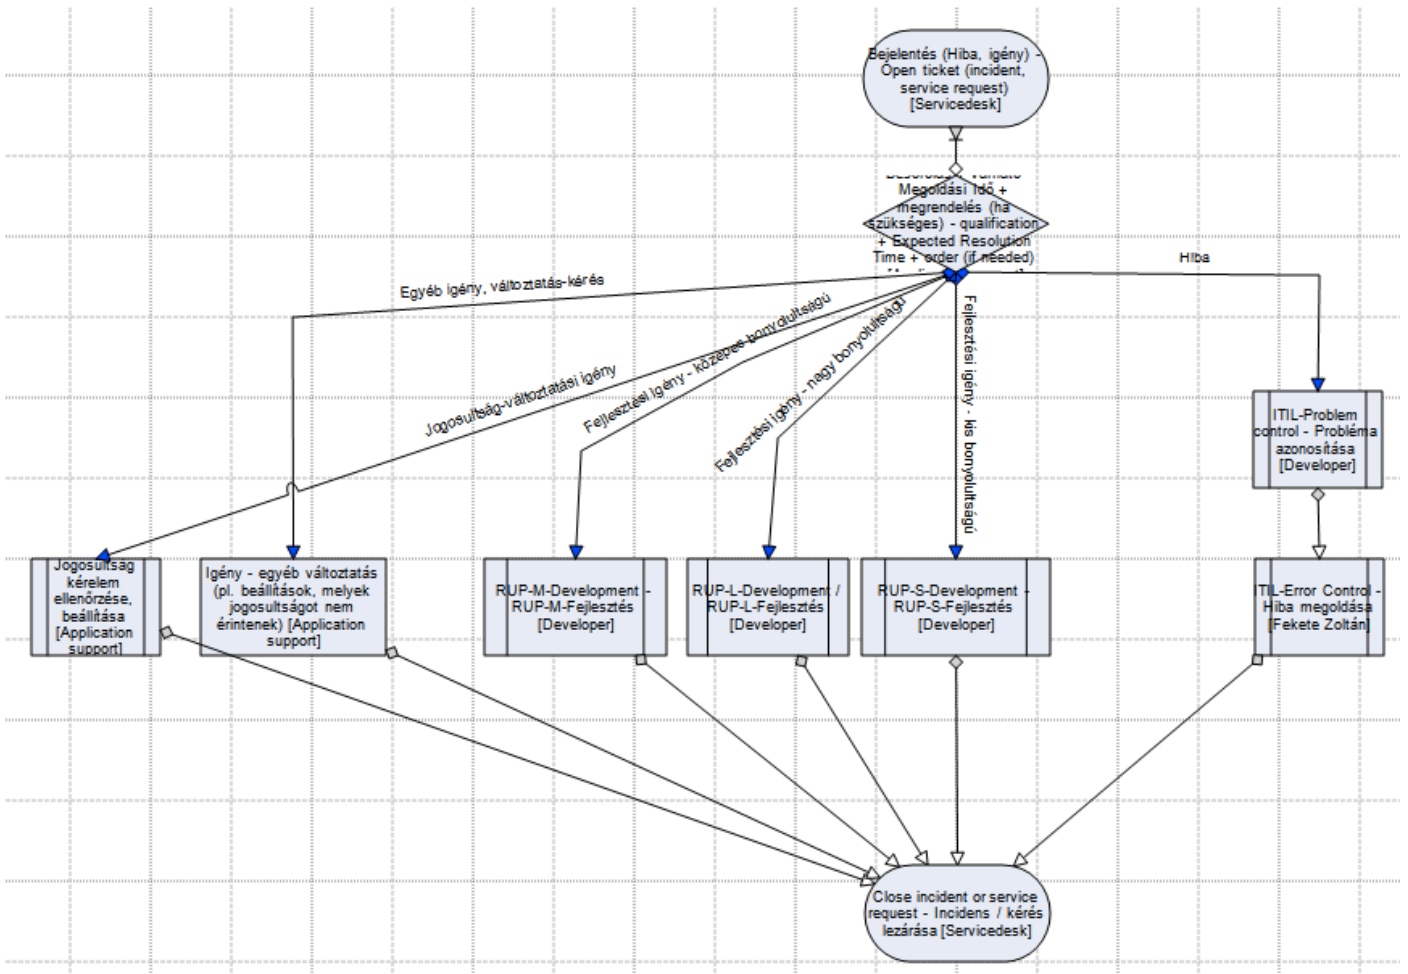 Bejelentés (Hiba, igény) -
Open ticket (incident,
service request)
[Servicedesk]
Megoldási Idő +
megrendelés (ha
szükséges) - qualification
+ Expected Resolution
Time + order (if needed)
Hiba
Egyéb igény, változtatás-kérés
Jogosultság-változtatási igény
Fejlesztési igény - közepes bonyolultságú
Fejlesztési igény - nagy bonyolultságú
Fejlesztési igény - kis bonyolultságú
ITIL-Problem
control - Probléma
azonosítása
[Developer]
Jogosultság
kérelem
ellenőrzése,
beállítása
[Application
support]
Igény - egyéb változtatás
(pl. beállítások, melyek
jogosultságot nem
érintenek) [Application
support]
RUP-M-Development -
RUP-M-Fejlesztés
[Developer]
RUP-L-Development /
RUP-L-Fejlesztés
[Developer]
RUP-S-Development -
RUP-S-Fejlesztés
[Developer]
ITIL-Error Control -
Hiba megoldása
[Fekete Zoltán]
Close incident or service
request - Incidens / kérés
lezárása [Servicedesk]